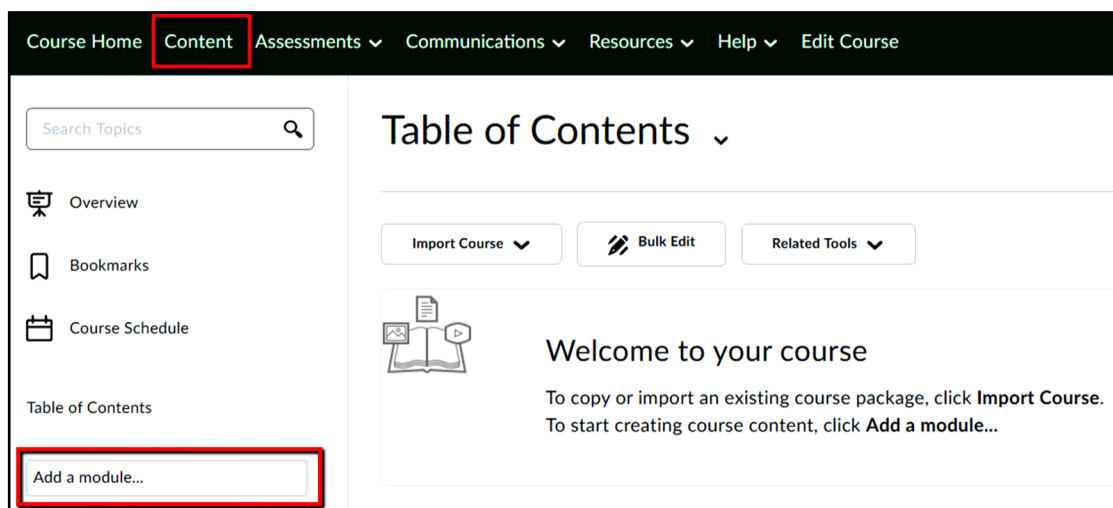 Course Home Content Assessments Communications Resources Help Edit Course
Search Topics
Overview
Bookmarks
Course Schedule
Table of Contents
Add a module...
Table of Contents
Import Course Bulk Edit Related Tools
Welcome to your course
To copy or import an existing course package, click Import Course.
To start creating course content, click Add a module...